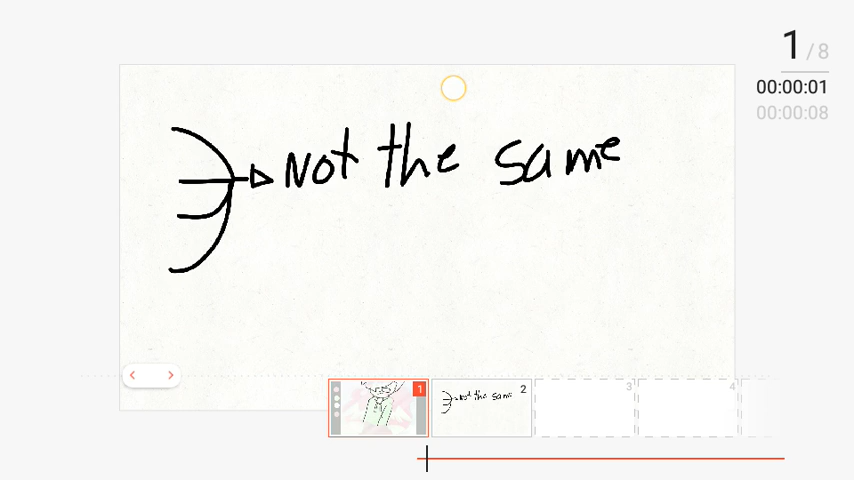 1 / 8
00:00:01
00:00:08
Not the same
1
2
3
4
Not the same